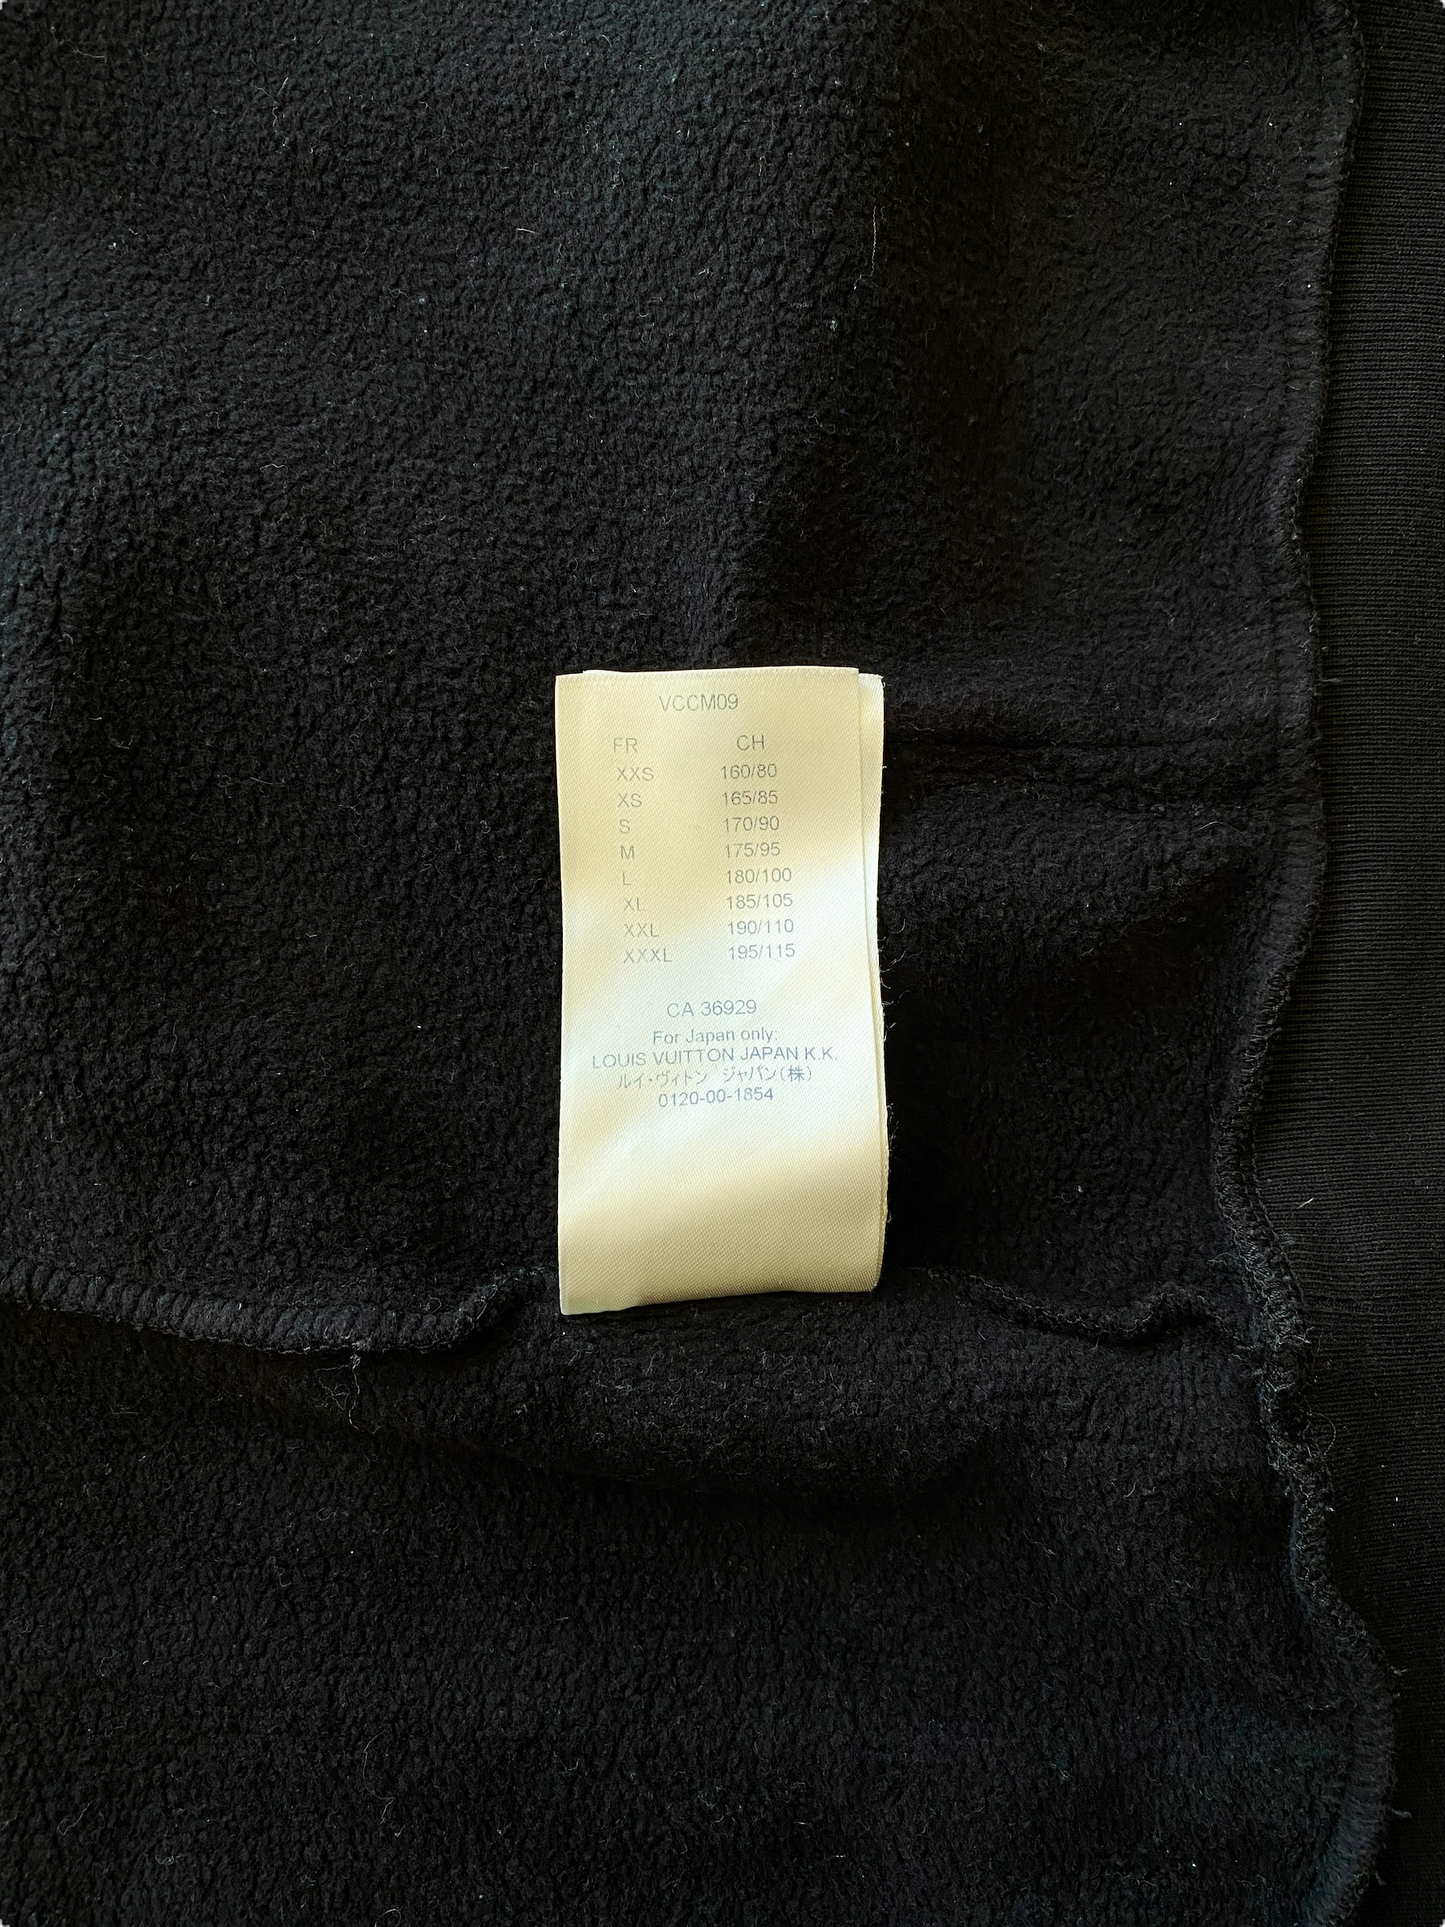 VCCM09
FR CH
XXS 160/80
XS 165/85
S 170/90
M 175/95
L 180/100
XL 185/105
XXL 190/110
XXXL 195/115
CA 36929
For Japan only:
LOUIS VUITTON JAPAN K.K.
ルイ・ヴィトン ジャパン(株)
0120-00-1854